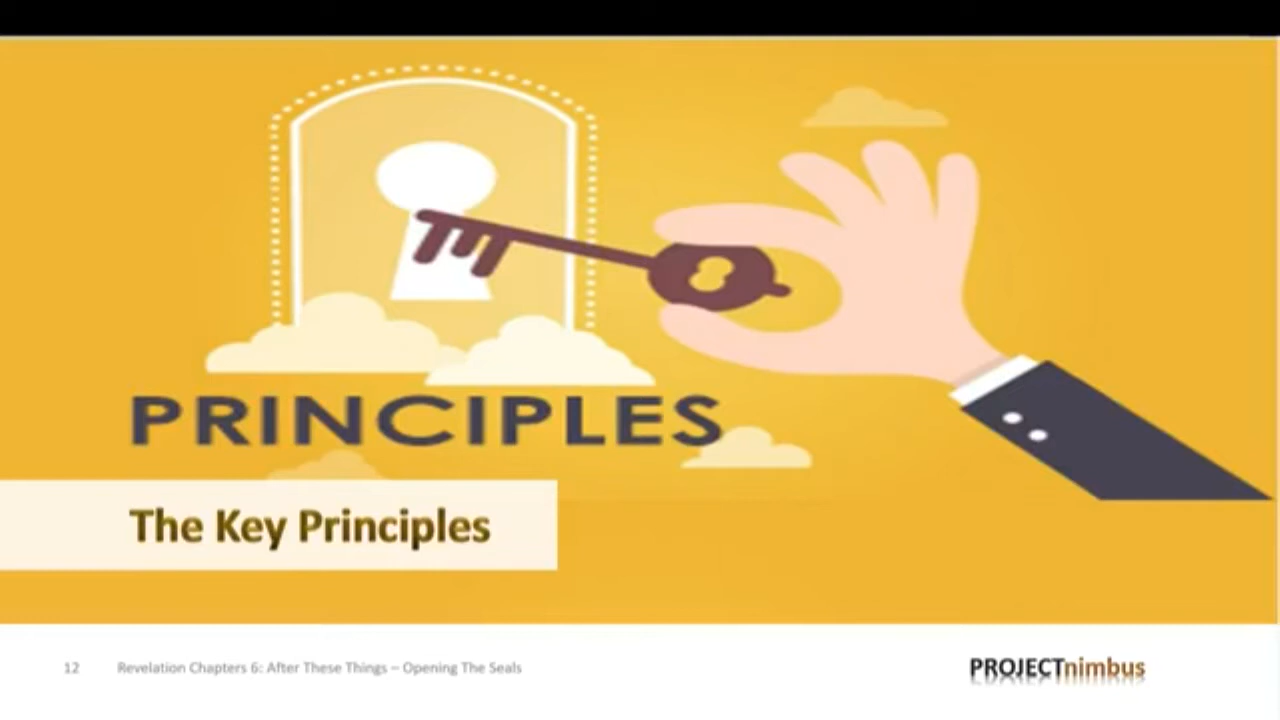 PRINCIPLES
The Key Principles
12 Revelation Chapters 6: After These Things – Opening The Seals
PROJECTnimbus